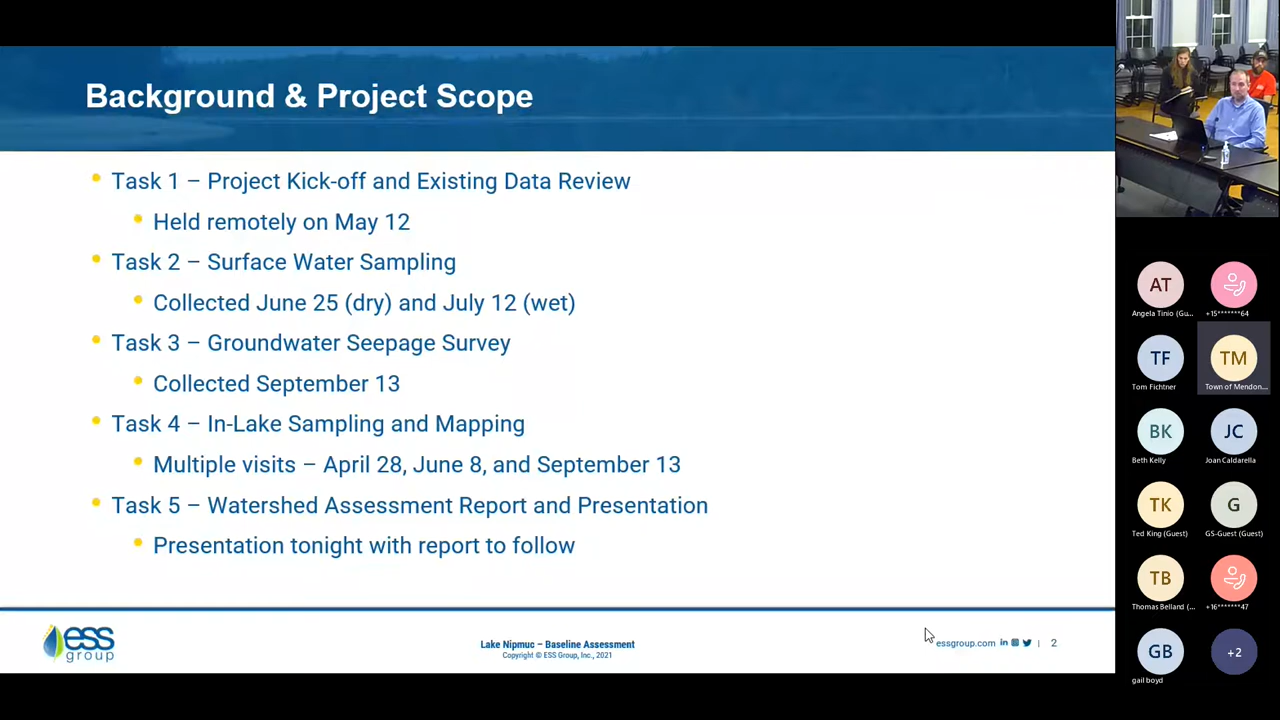 Background & Project Scope
Task 1 – Project Kick-off and Existing Data Review
Held remotely on May 12
Task 2 – Surface Water Sampling
Collected June 25 (dry) and July 12 (wet)
Task 3 – Groundwater Seepage Survey
Collected September 13
Task 4 – In-Lake Sampling and Mapping
Multiple visits – April 28, June 8, and September 13
Task 5 – Watershed Assessment Report and Presentation
Presentation tonight with report to follow
ess
group
Lake Nipmuc – Baseline Assessment
Copyright © ESS Group, Inc., 2021
essgroup.com
| 2
AT
Angela Tinio (Gu...
+15*******64
TF
Tom Fichtner
TM
Town of Mendon...
BK
Beth Kelly
JC
Joan Caldarella
TK
Ted King (Guest)
G
GS-Guest (Guest)
TB
Thomas Belland (...
+16*******47
GB
gail boyd
+2